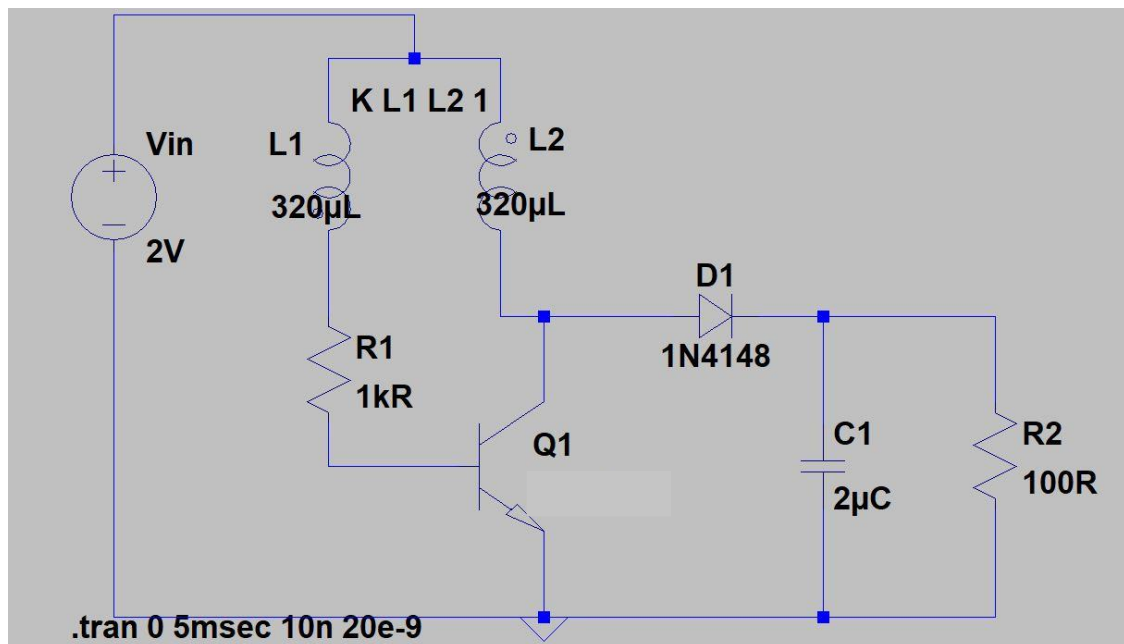 K L1 L2 1
Vin
L1
L2
320µL
320µL
2V
D1
1N4148
R1
1kR
Q1
C1
R2
2µC
100R
.tran 0 5msec 10n 20e-9